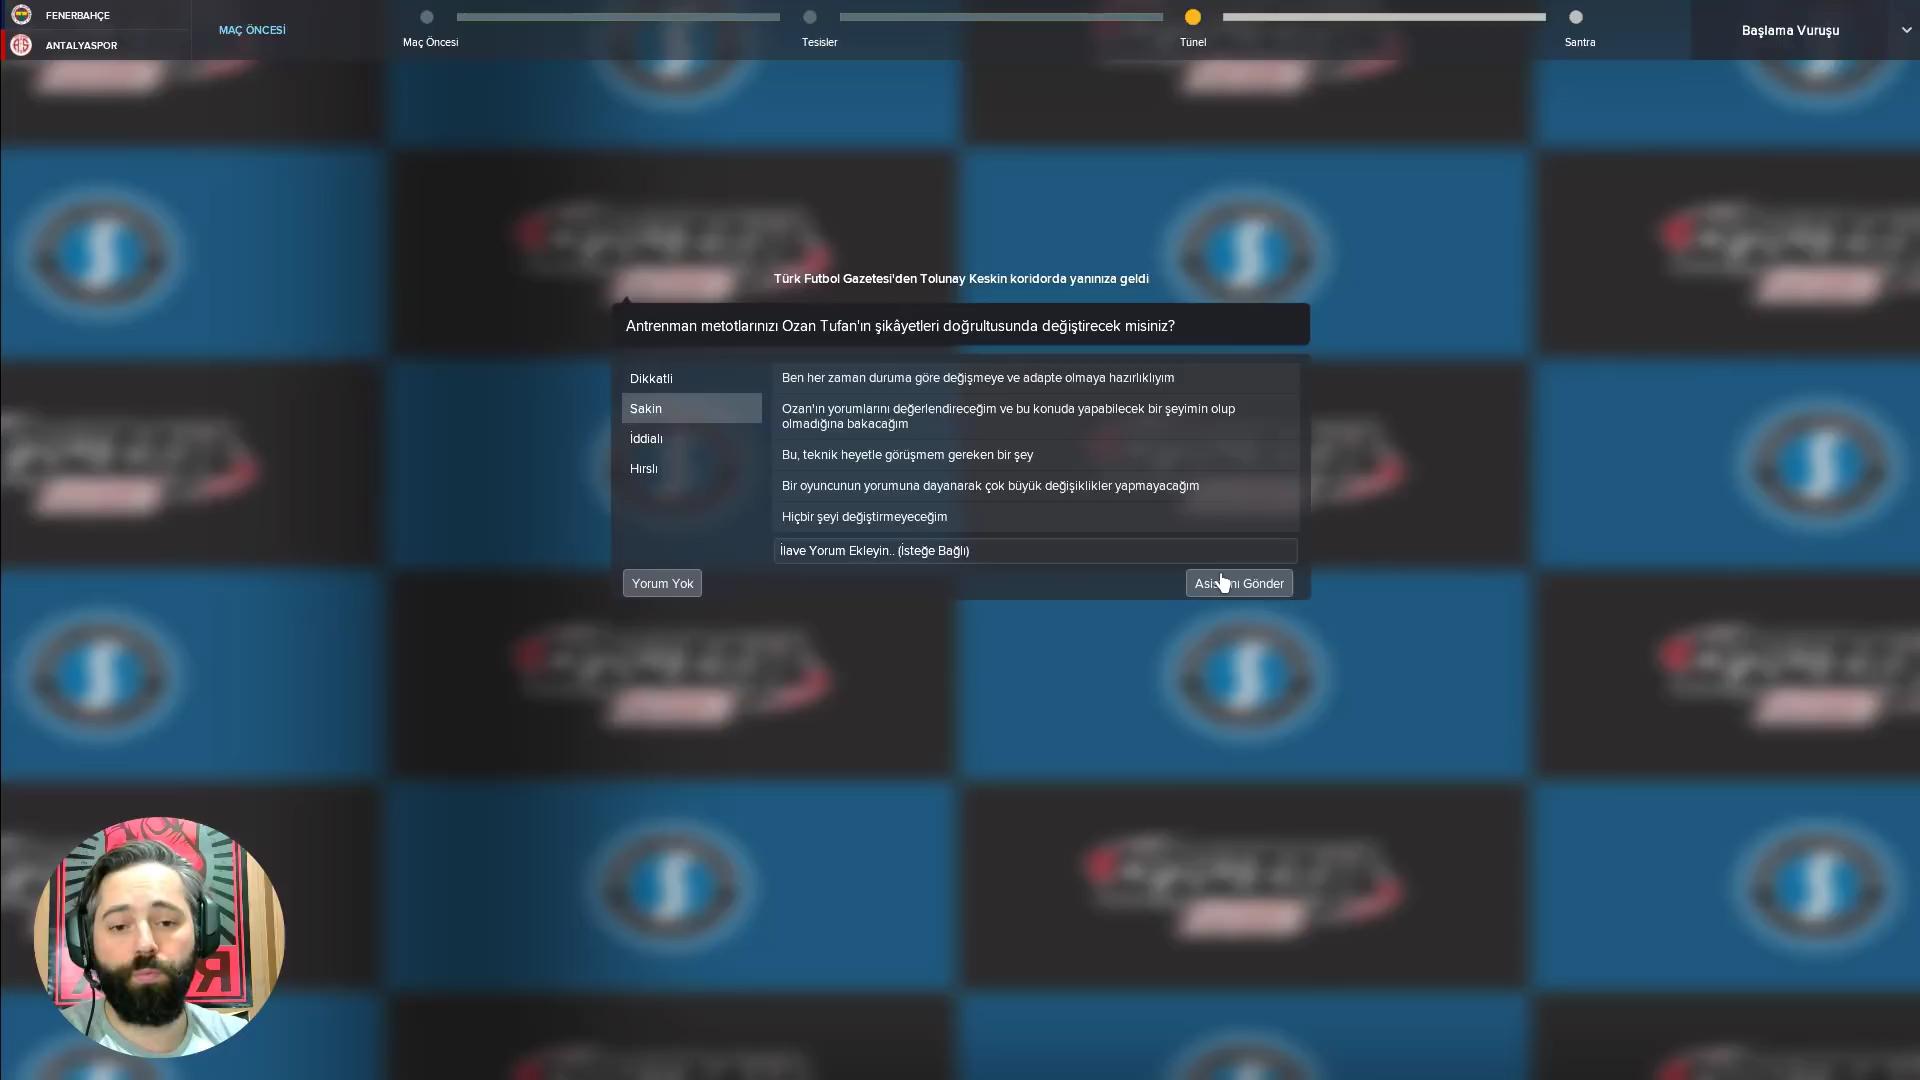 FENERBAHÇE
ANTALYASPOR
MAÇ ÖNCESİ
Maç Öncesi
Tesisler
Tünel
Santra
Başlama Vuruşu
Türk Futbol Gazetesi'den Tolunay Keskin koridorda yanınıza geldi
Antrenman metotlarınızı Ozan Tufan'ın şikâyetleri doğrultusunda değiştirecek misiniz?
Dikkatli
Sakin
İddialı
Hırslı
Ben her zaman duruma göre değişmeye ve adapte olmaya hazırlıklıyım
Ozan'ın yorumlarını değerlendireceğim ve bu konuda yapabilecek bir şeyimin olup
olmadığına bakacağım
Bu, teknik heyetle görüşmem gereken bir şey
Bir oyuncunun yorumuna dayanarak çok büyük değişiklikler yapmayacağım
Hiçbir şeyi değiştirmeyeceğim
İlave Yorum Ekleyin.. (İsteğe Bağlı)
Yorum Yok
Gönder